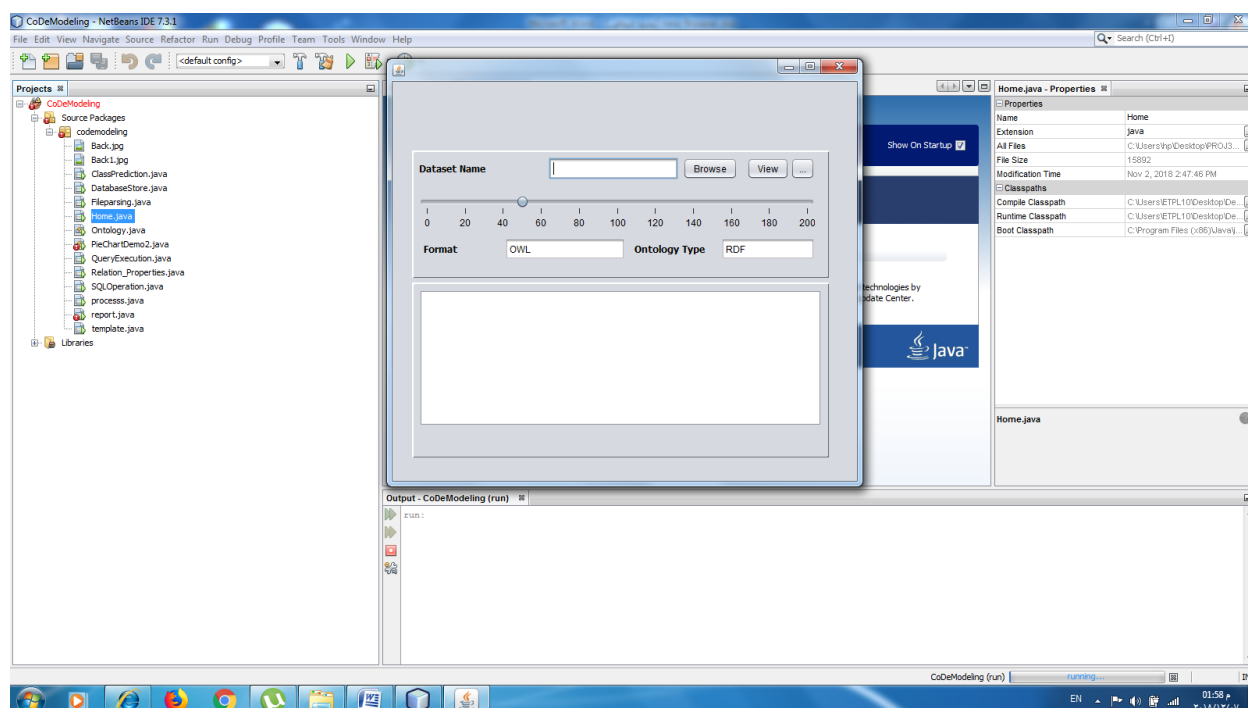 CoDeModeling - NetBeans IDE 7.3.1
File Edit View Navigate Source Refactor Run Debug Profile Team Tools Window Help
Search (Ctrl+I)
<default config>
Projects
CoDeModeling
Source Packages
codemodeling
Back.jpg
Back1.jpg
ClassPrediction.java
DatabaseStore.java
Fileparsing.java
Home.java
Ontology.java
PieChartDemo2.java
QueryExecution.java
Relation_Properties.java
SQLOperation.java
processs.java
report.java
template.java
Libraries
Dataset Name
Browse
View
...
0 20 40 60 80 100 120 140 160 180 200
Format
OWL
Ontology Type
RDF
Show On Startup
technologies by
pdate Center.
Java
Home.java - Properties
Properties
Name Home
Extension java
All Files C:\Users\hp\Desktop\PROJ3...
File Size 15892
Modification Time Nov 2, 2018 2:47:46 PM
Classpaths
Compile Classpath C:\Users\ETPL10\Desktop\De...
Runtime Classpath C:\Users\ETPL10\Desktop\De...
Boot Classpath C:\Program Files (x86)\Java\j...
Home.java
Output - CoDeModeling (run)
run:
CoDeModeling (run)
running...
EN
01:58 م